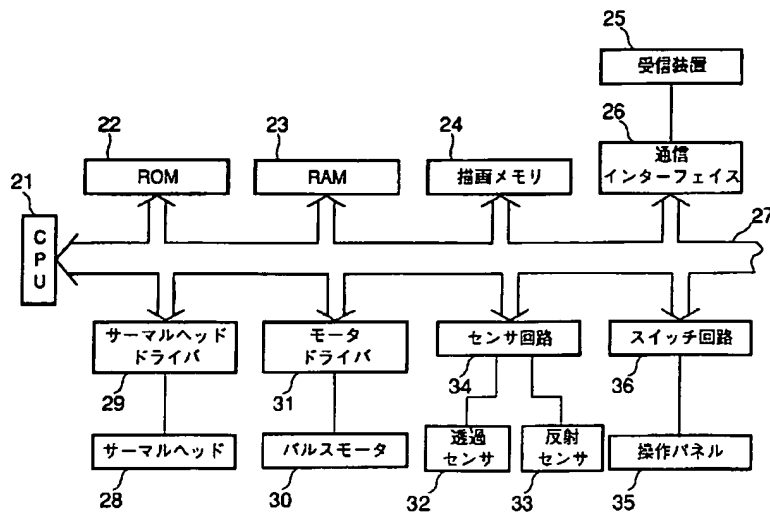 25
受信装置
22
23
24
26
ROM
RAM
描画メモリ
通信
インターフェイス
21
27
CPU
サーマルヘッド
ドライバ
モータ
ドライバ
センサ回路
スイッチ回路
29
31
34
36
サーマルヘッド
パルスモータ
透過
センサ
反射
センサ
操作パネル
28
30
32
33
35